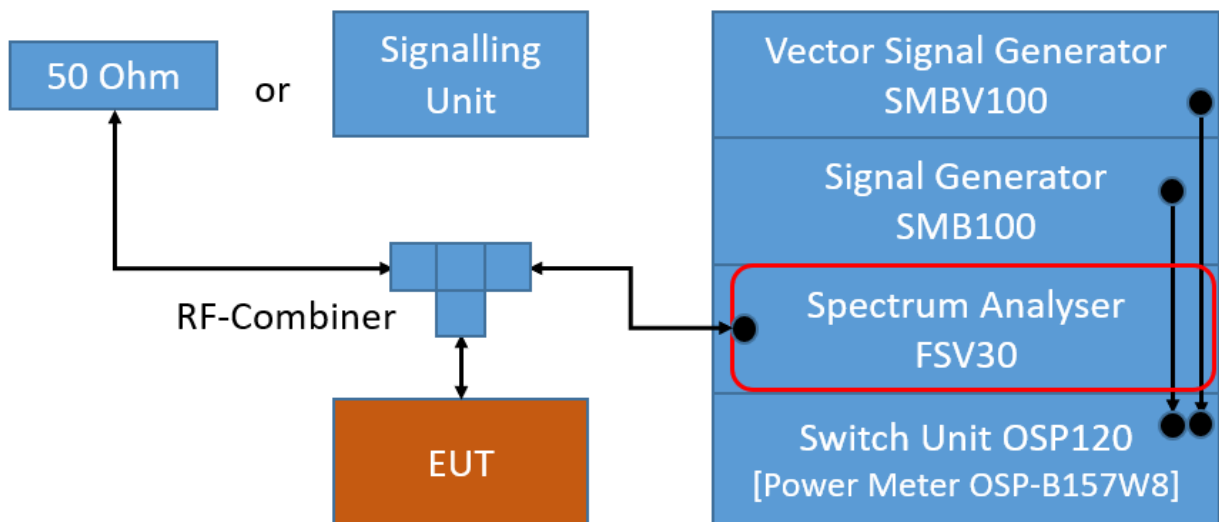 50 Ohm
or
Signalling
Unit
Vector Signal Generator
SMBV100
Signal Generator
SMB100
RF-Combiner
Spectrum Analyser
FSV30
EUT
Switch Unit OSP120
[Power Meter OSP-B157W8]